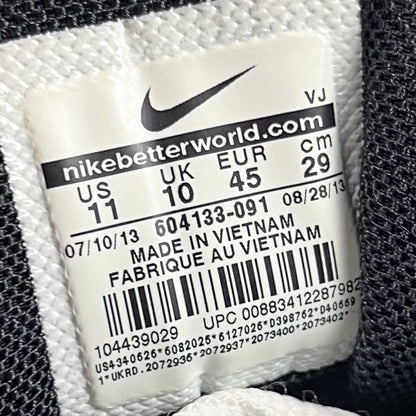 VJ
nikebetterworld.com
US UK EUR cm
11 10 45 29
07/10/13 604133-091 08/28/13
MADE IN VIETNAM
FABRIQUE AU VIETNAM
104439029 UPC 00883412287982
US4340626*6082025*6127026*D398762*D40669
1*UKRD.2072936*2072937*2073400*2073402*